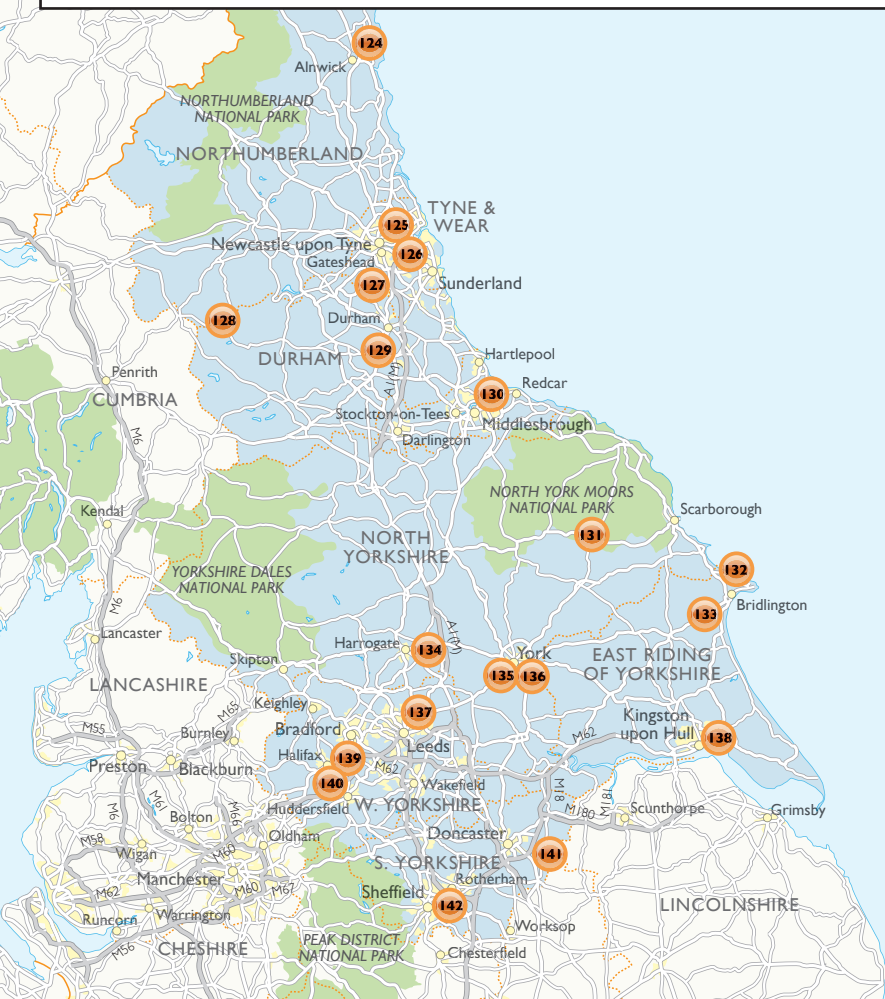 124
Alnwick
NORTHUMBERLAND
NATIONAL PARK
NORTHUMBERLAND
TYNE &
WEAR
125
Newcastle upon Tyne
126
Gateshead
127
Sunderland
128
Durham
129
DURHAM
Hartlepool
A1(M)
Penrith
CUMBRIA
130
Redcar
Stockton-on-Tees
Middlesbrough
Darlington
M6
NORTH YORK MOORS
NATIONAL PARK
Kendal
Scarborough
131
NORTH
YORKSHIRE
132
YORKSHIRE DALES
NATIONAL PARK
M6
Bridlington
133
Lancaster
A1(M)
Harrogate
134
York
Skipton
EAST RIDING
OF YORKSHIRE
135
136
LANCASHIRE
Keighley
137
M65
M55
Burnley
Bradford
Kingston
upon Hull
138
M62
Leeds
Halifax
139
Preston
Blackburn
M62
140
Wakefield
M18
M181
M6
M61
M66
Huddersfield
W. YORKSHIRE
M180
Scunthorpe
Grimsby
Bolton
Oldham
Doncaster
M58
Wigan
M60
141
S. YORKSHIRE
Manchester
Rotherham
M62
M60
M67
Sheffield
142
LINCOLNSHIRE
Runcorn
Warrington
Worksop
M56
CHESHIRE
PEAK DISTRICT
NATIONAL PARK
Chesterfield